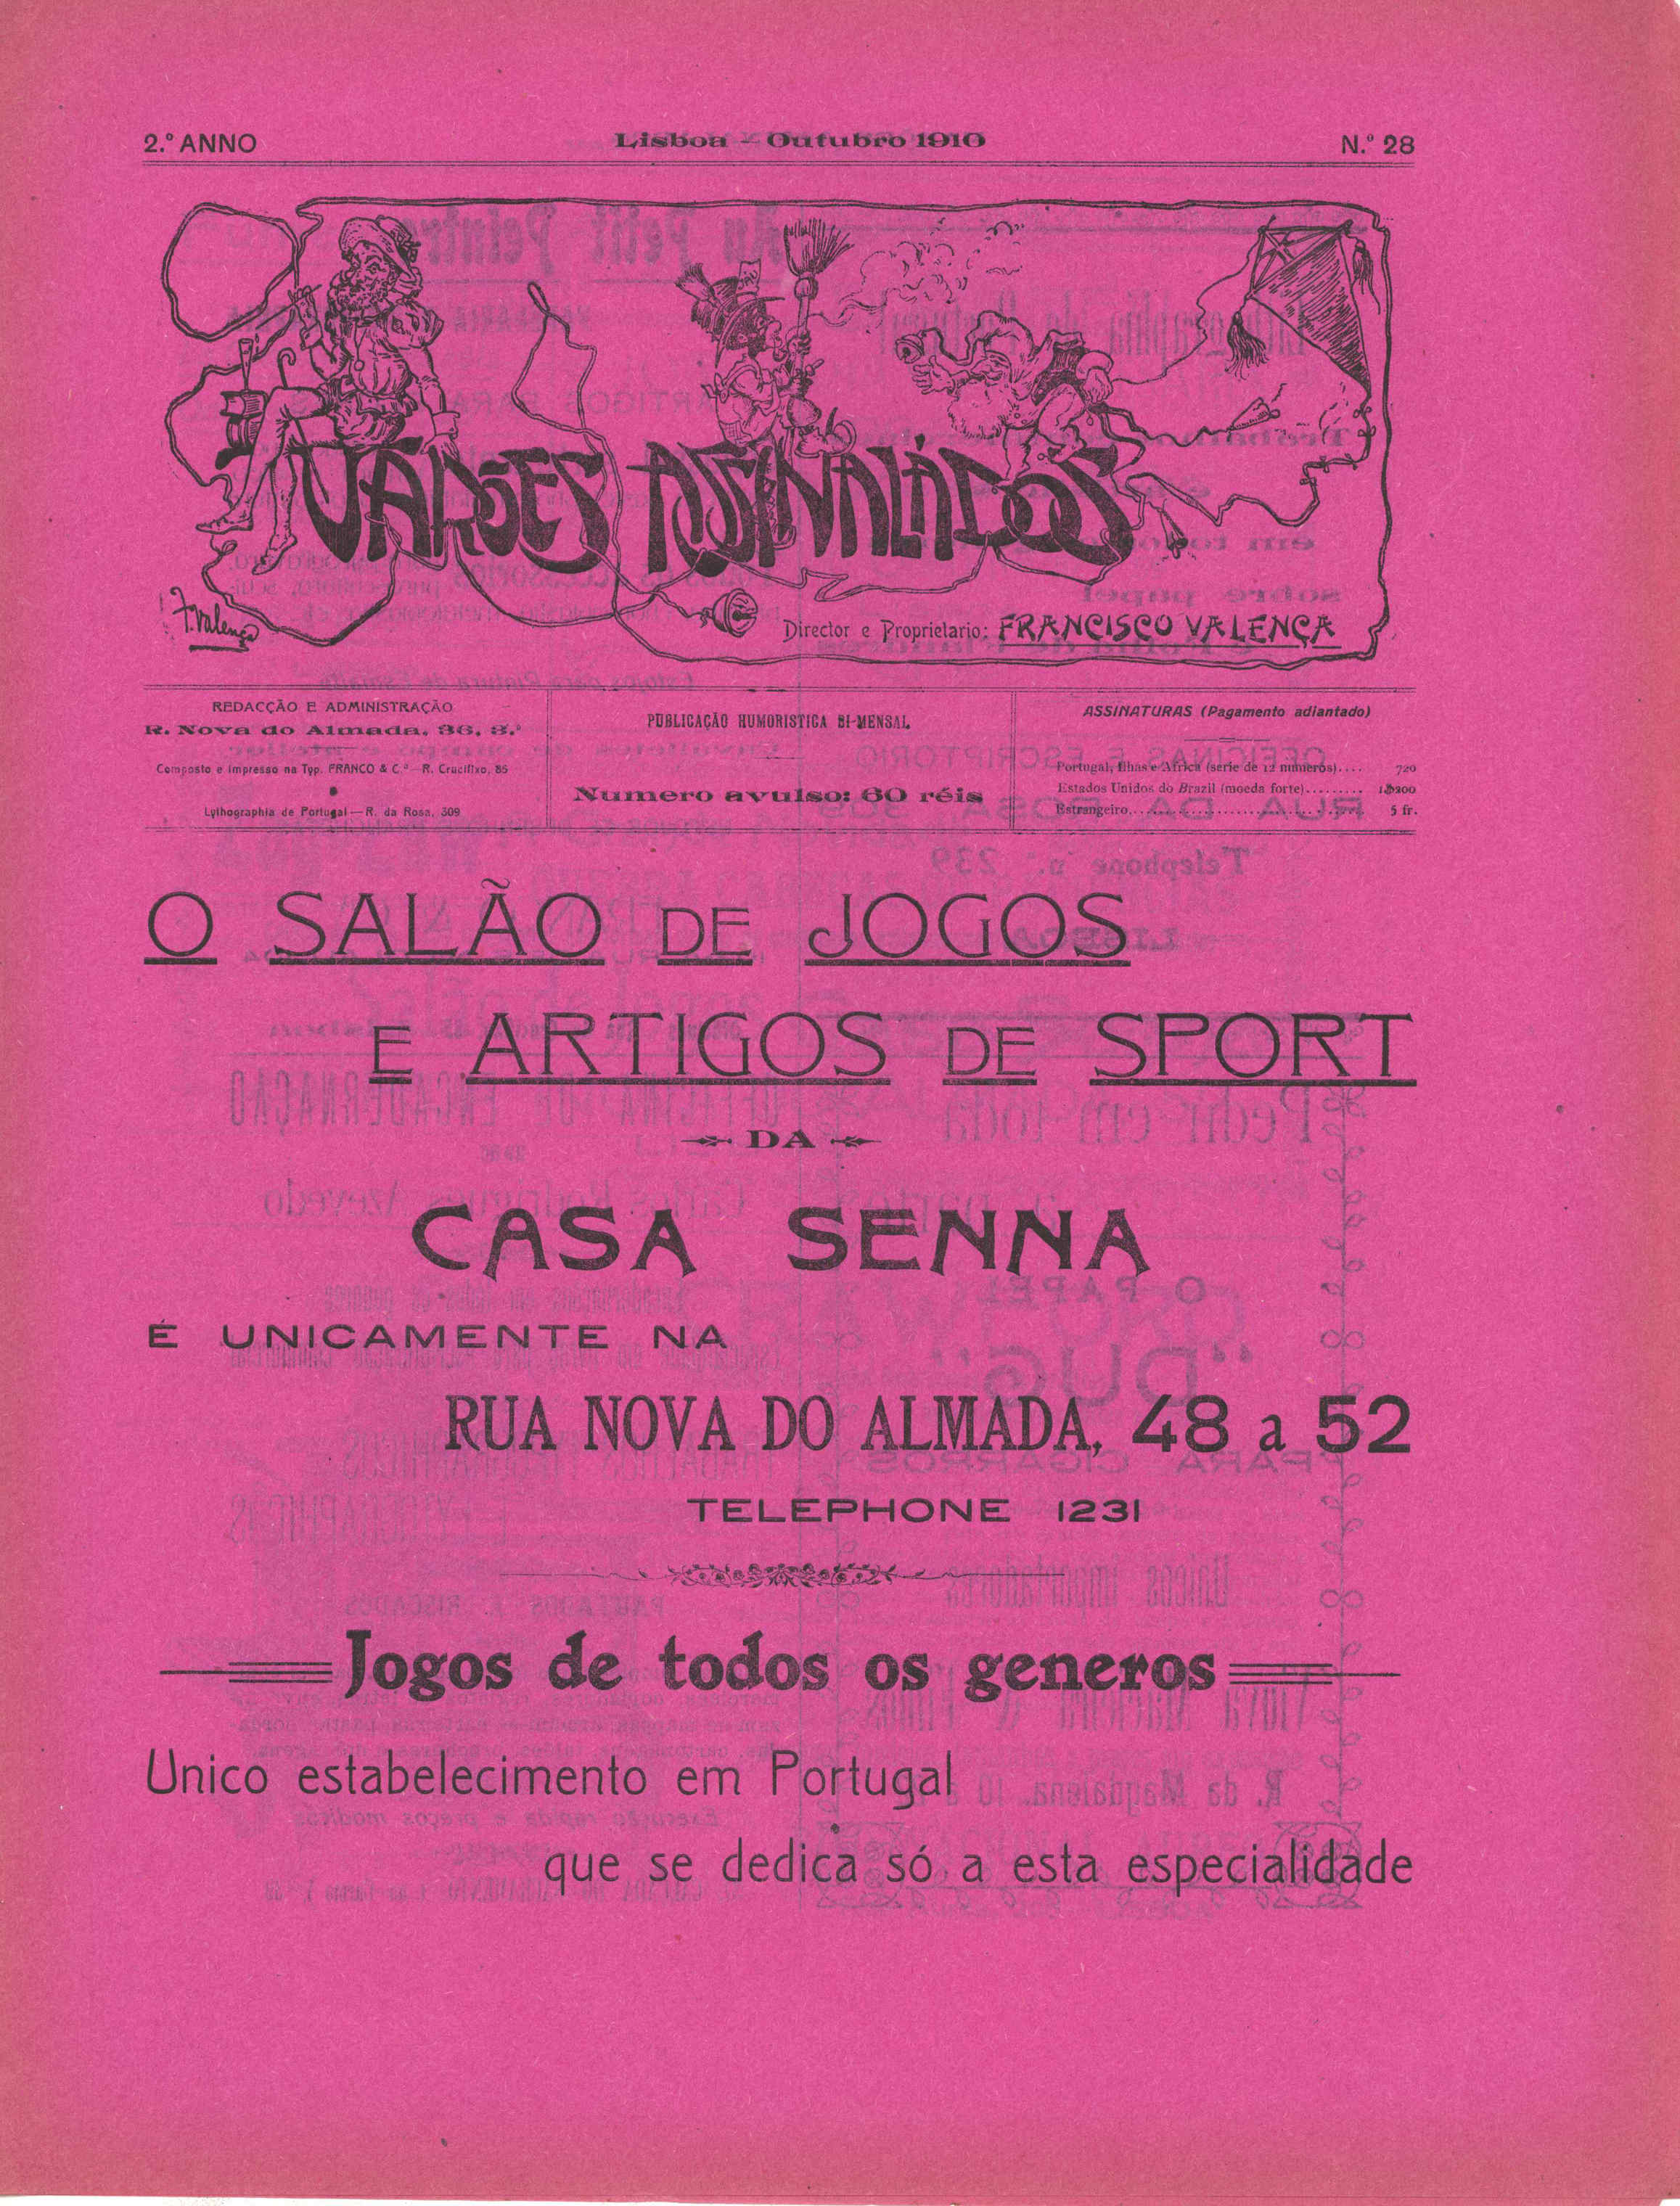 2.º ANNO
Lisboa — Outubro 1910
N.º 28
VARÕES ASSINALÁDOS
F. Valença
Director e Proprietario: FRANCISCO VALENÇA
REDACÇÃO E ADMINISTRAÇÃO
R. Nova do Almada, 36, 3.º
Composto e impresso na Typ. FRANCO & C.ª — R. Crucifixo, 85
Lythographia de Portugal — R. da Rosa, 309
PUBLICAÇÃO HUMORISTICA BI-MENSAL
Numero avulso: 60 réis
ASSINATURAS (Pagamento adiantado)
Portugal, Ilhas e Africa (serie de 12 numeros).... 720
Estados Unidos do Brazil (moeda forte)......... 1$200
Estrangeiro........................... 5 fr.
O SALÃO DE JOGOS
E ARTIGOS DE SPORT
DA
CASA SENNA
É UNICAMENTE NA
RUA NOVA DO ALMADA, 48 a 52
TELEPHONE 1231
Jogos de todos os generos
Unico estabelecimento em Portugal
que se dedica só a esta especialidade